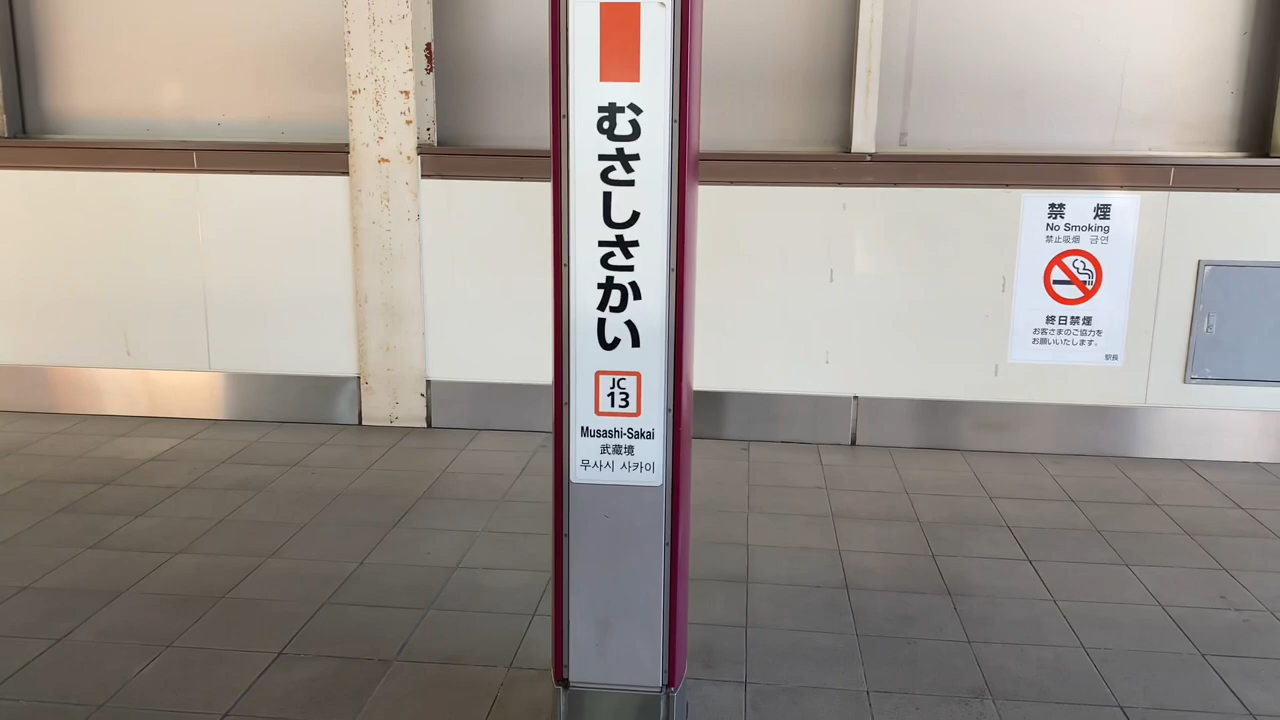 むさしさかい
JC
13
Musashi-Sakai
武蔵境
무사시 사카이
禁 煙
No Smoking
禁止吸烟 금연
終日禁煙
お客さまのご協力を
お願いいたします。
駅長